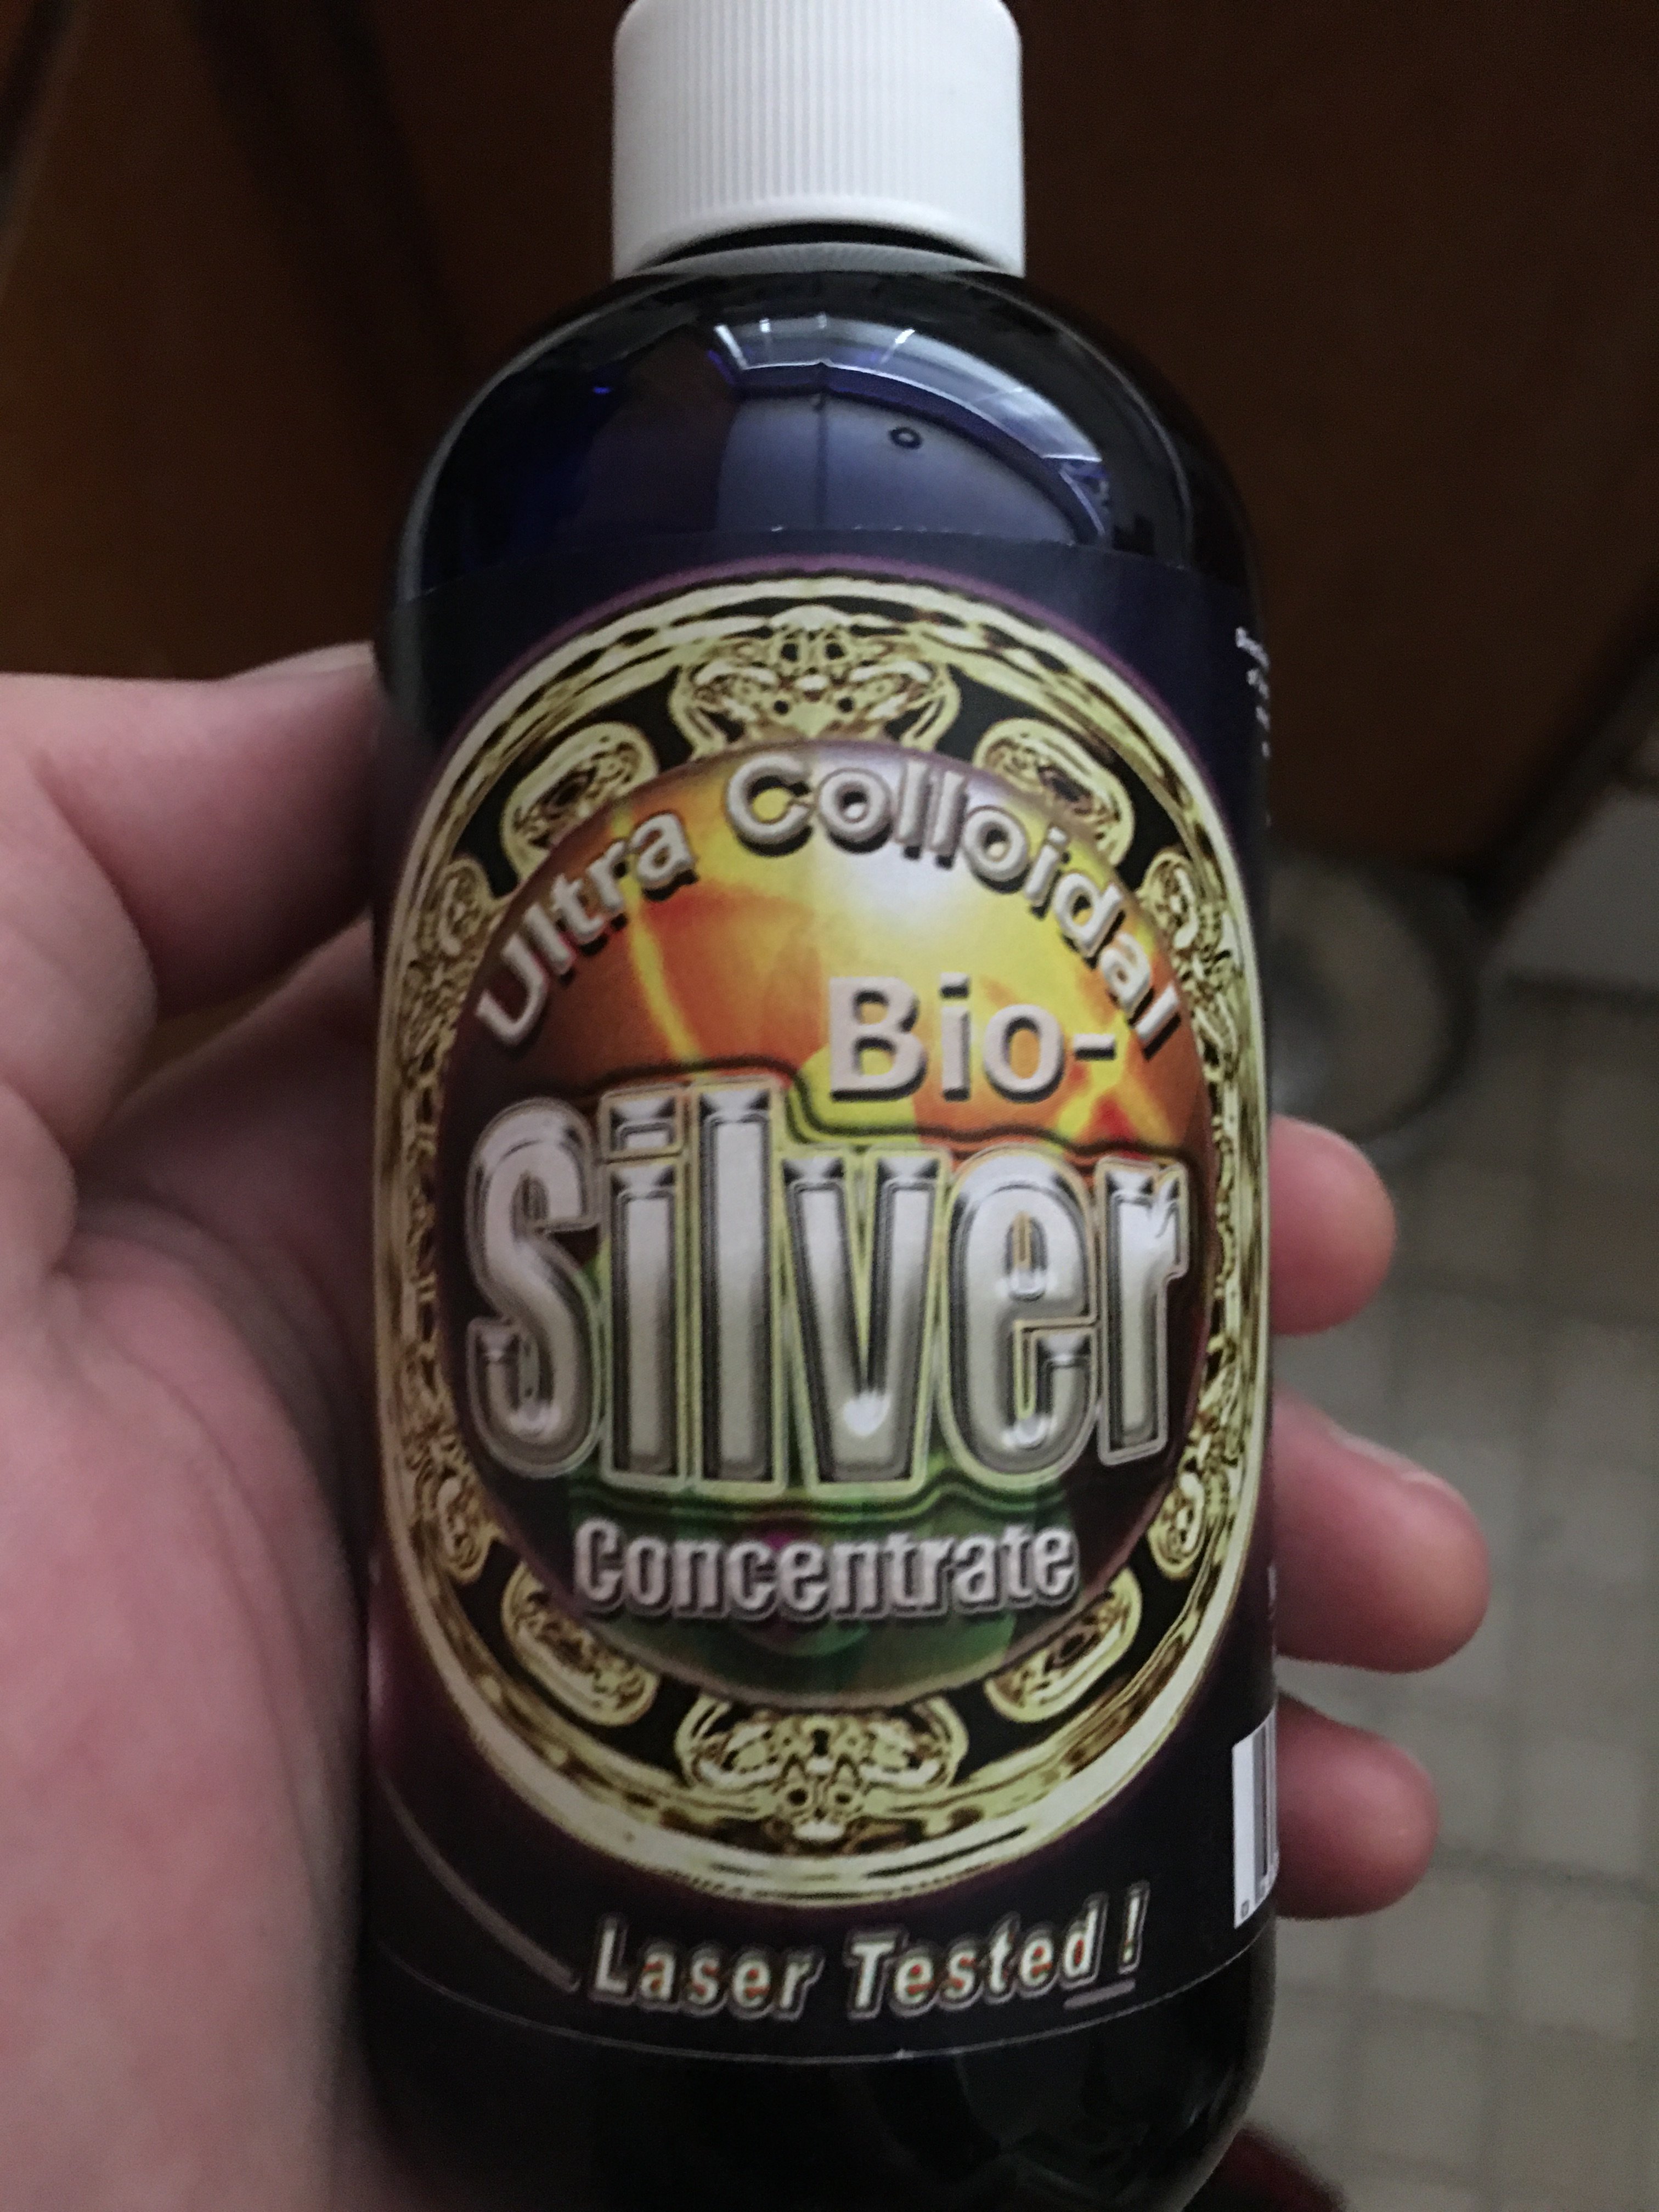 Ultra Colloidal
Bio-
Silver
Concentrate
Laser Tested!